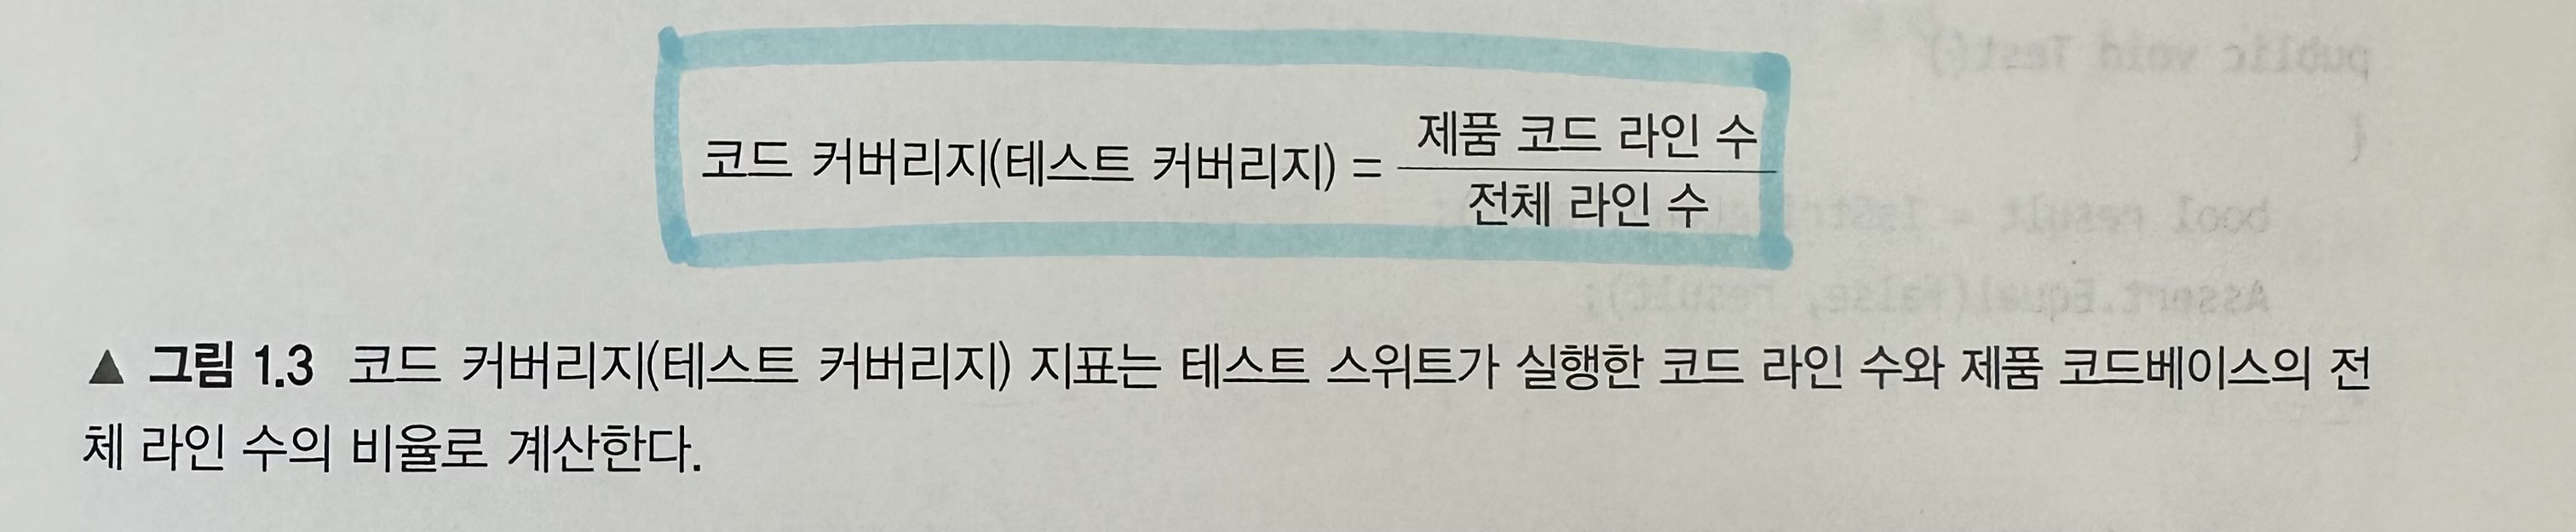 제품 코드 라인 수
코드 커버리지(테스트 커버리지) =
전체 라인 수
▲ 그림 1.3 코드 커버리지(테스트 커버리지) 지표는 테스트 스위트가 실행한 코드 라인 수와 제품 코드베이스의 전
체 라인 수의 비율로 계산한다.